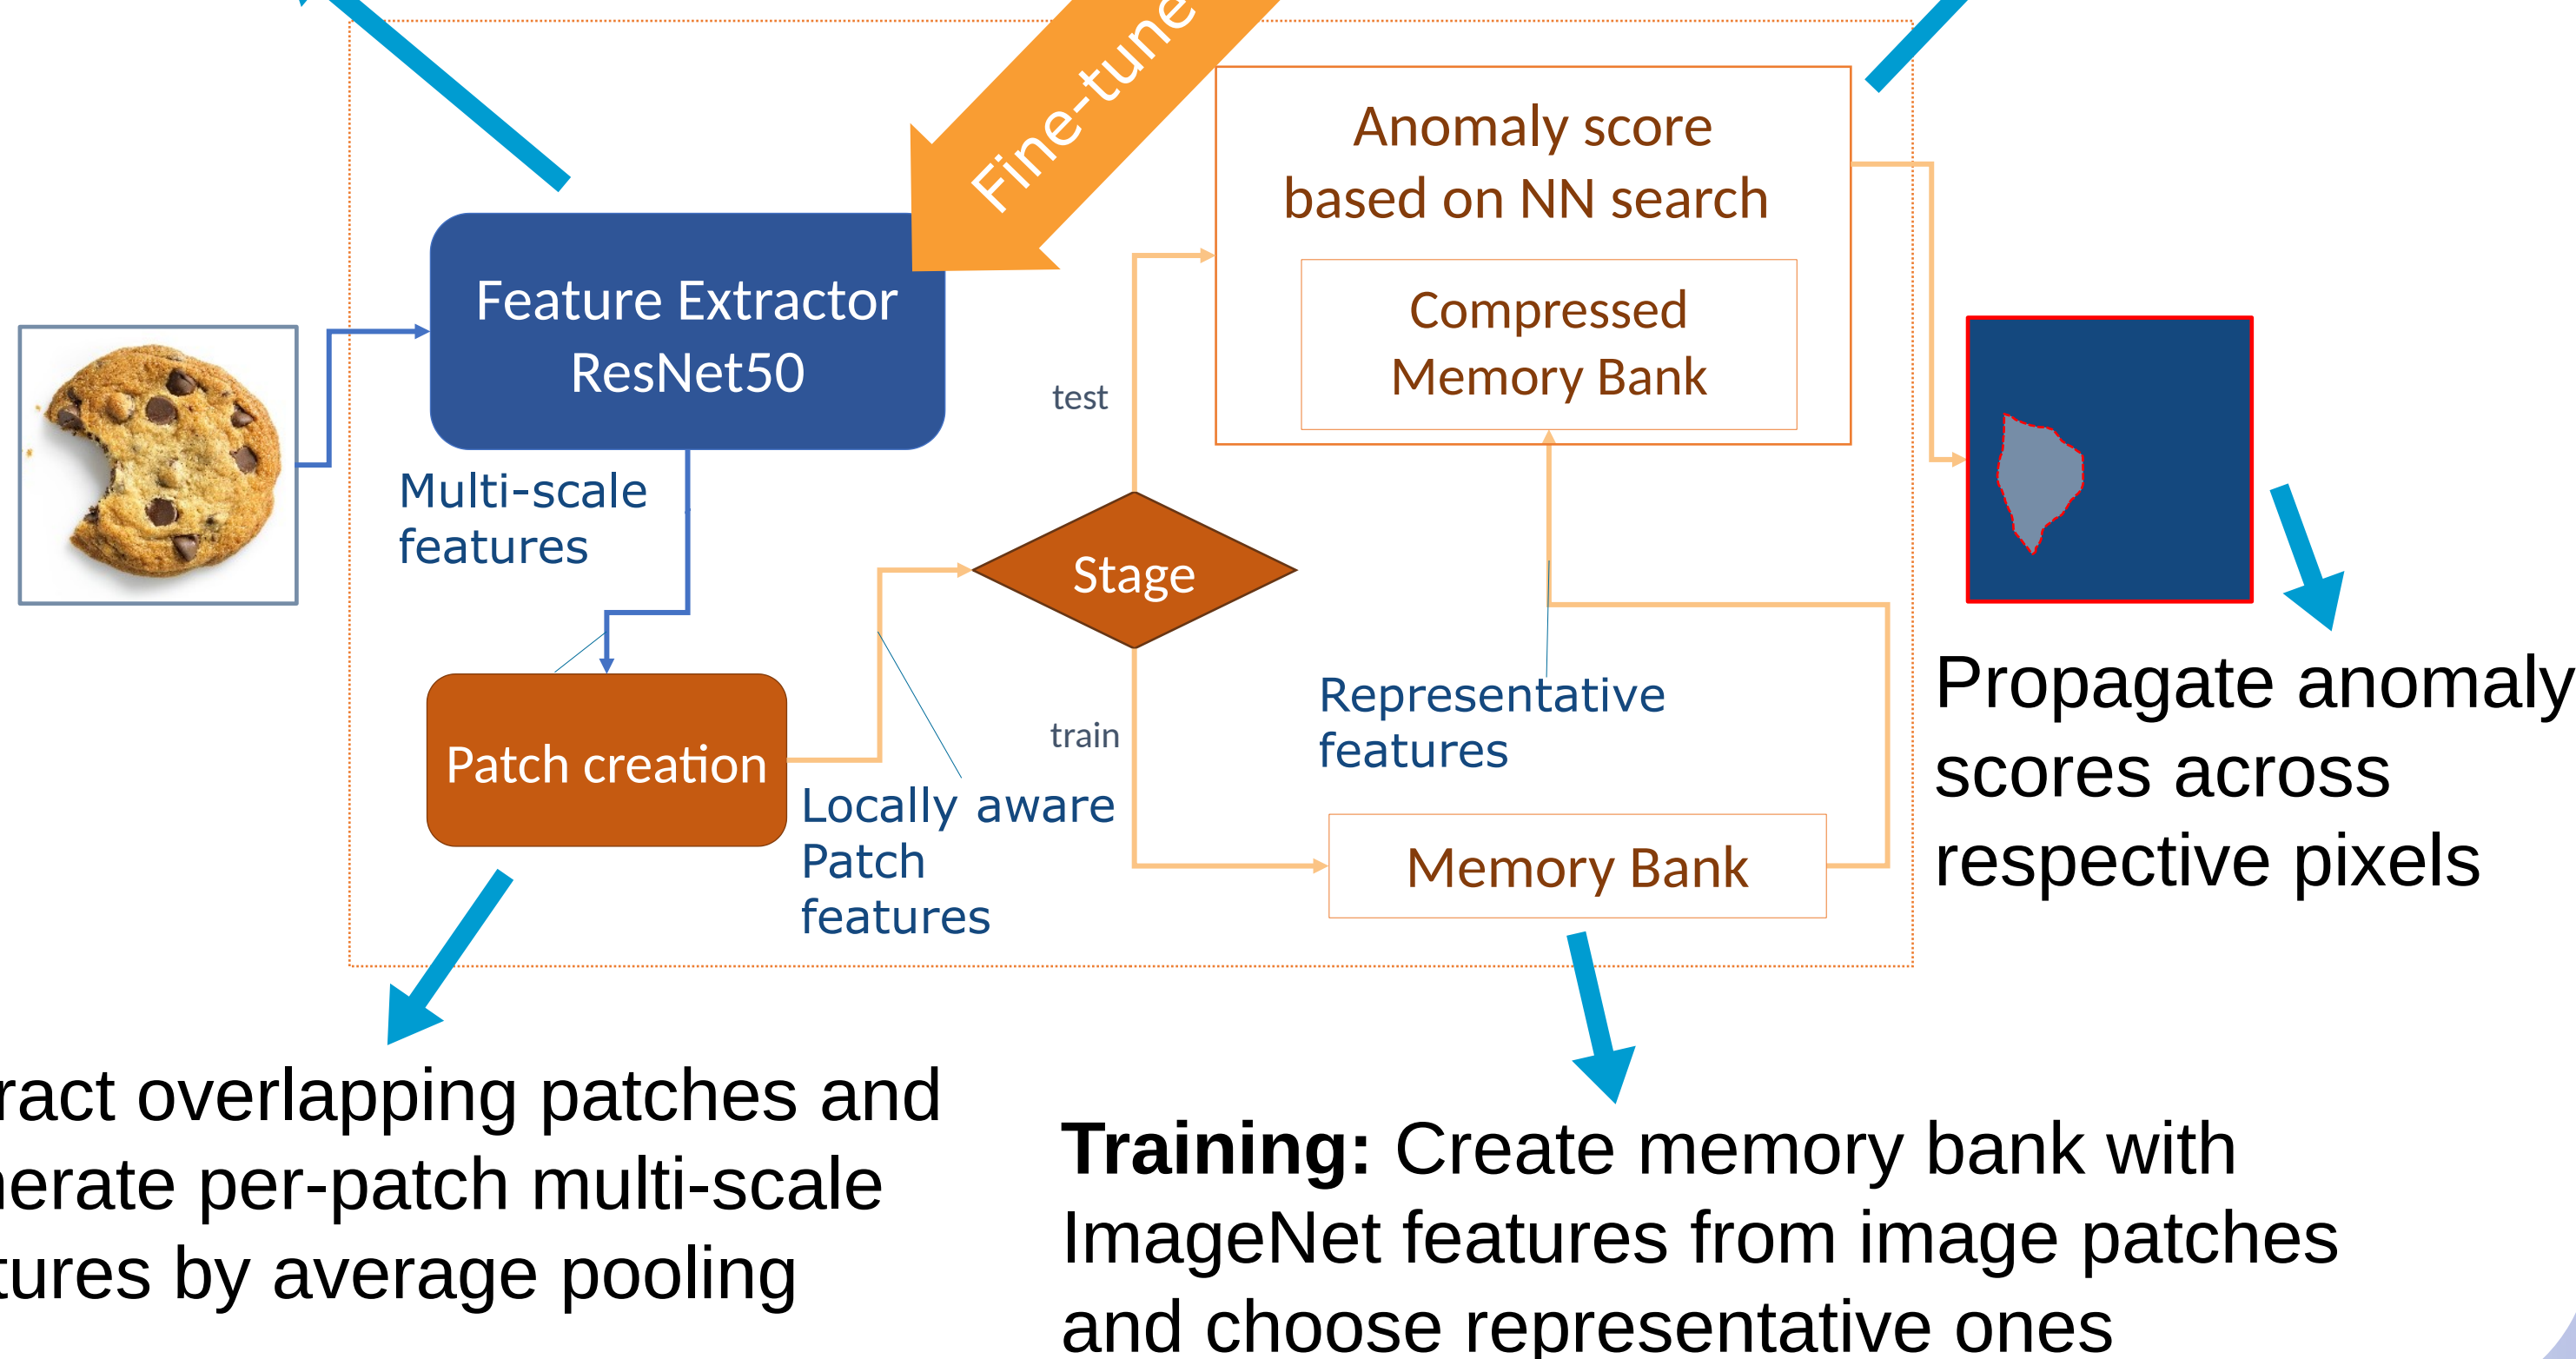 Fine-tune
Anomaly score
based on NN search
Compressed
Memory Bank
Feature Extractor
ResNet50
Multi-scale
features
test
Stage
train
Patch creation
Locally aware
Patch
features
Representative
features
Memory Bank
Propagate anomaly
scores across
respective pixels
overlapping patches and
per-patch multi-scale
by average pooling
Training: Create memory bank with
ImageNet features from image patches
and choose representative ones